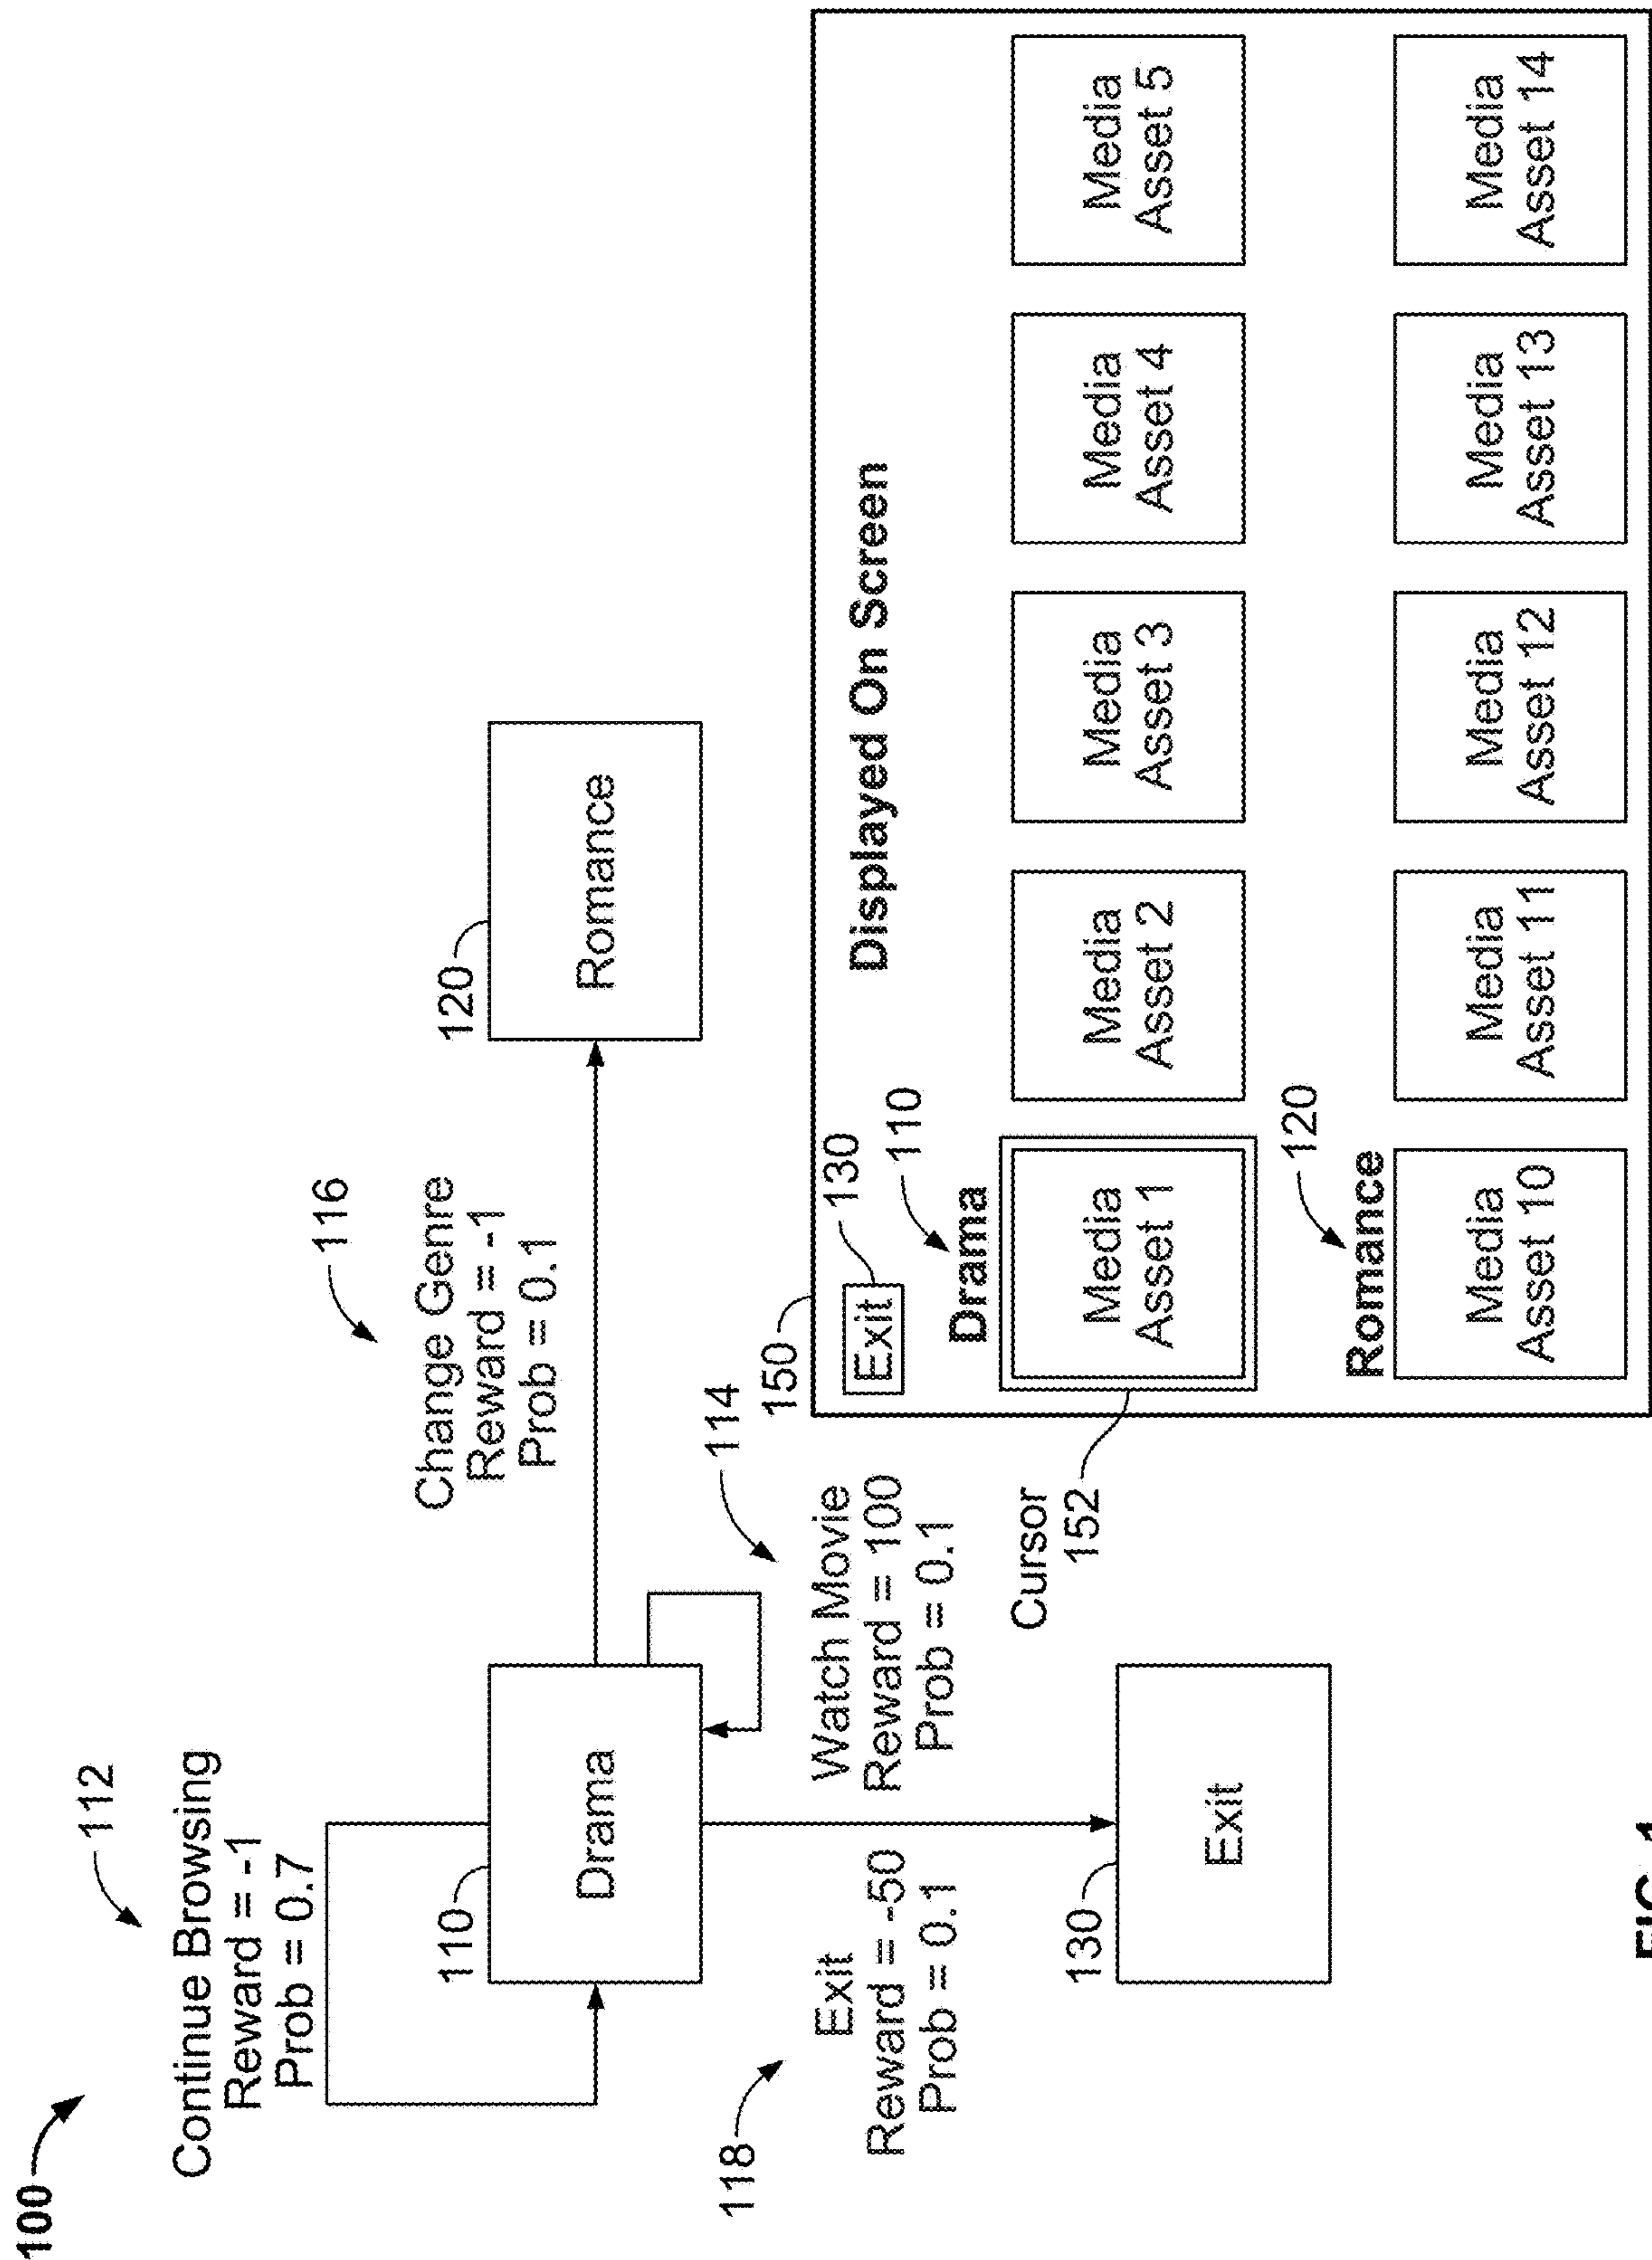 100
112
Continue Browsing
Reward = -1
Prob = 0.7
116
Change Genre
Reward = -1
Prob = 0.1
110
Drama
120
Romance
114
Watch Movie
Reward = 100
Prob = 0.1
118
Exit
Reward = -50
Prob = 0.1
130
Exit
150
Displayed On Screen
Exit
130
Drama
110
Cursor
152
Media
Asset 1
Media
Asset 2
Media
Asset 3
Media
Asset 4
Media
Asset 5
Romance
120
Media
Asset 10
Media
Asset 11
Media
Asset 12
Media
Asset 13
Media
Asset 14
FIG. 1